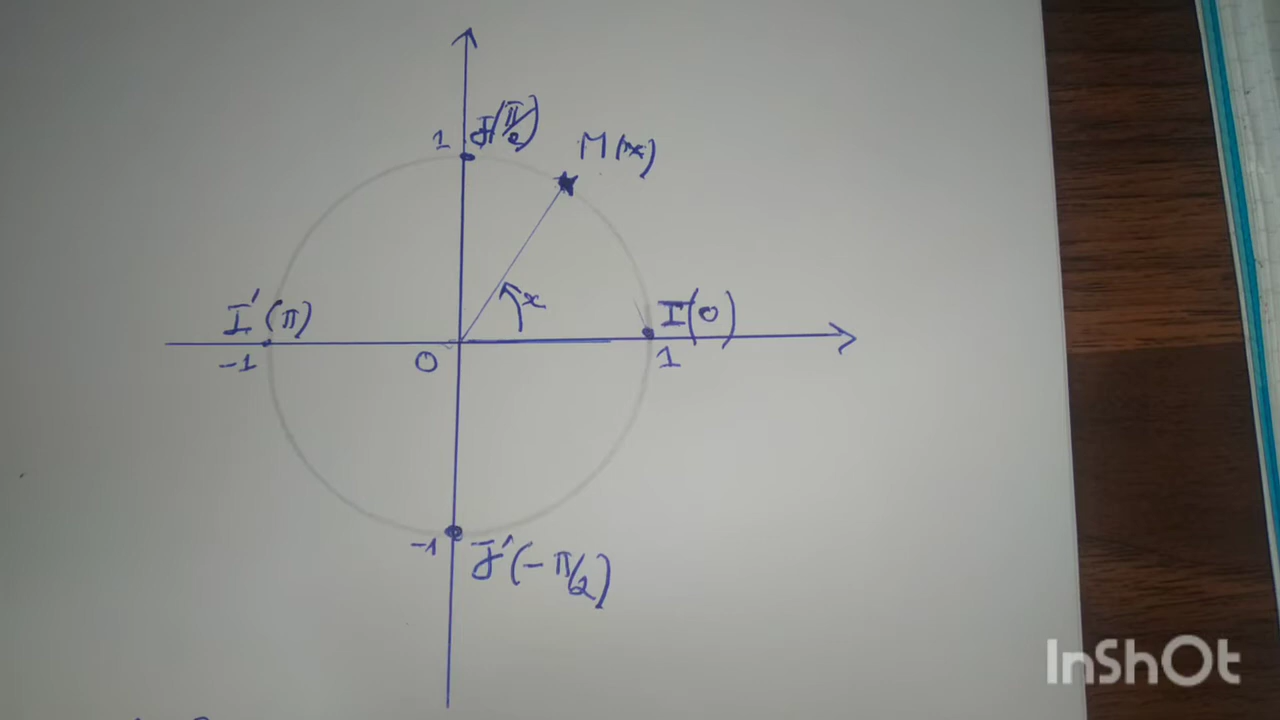 1 J(π/2)
M(x)
x
I'(π)
I(0)
-1
O
1
-1
J'(-π/2)
InShOt